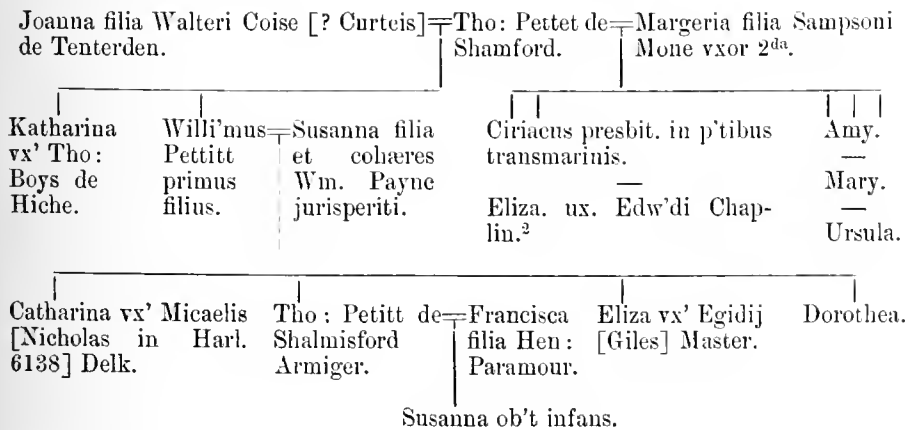 Joanna filia Walteri Coise [? Curteis]=Tho: Pettet de=Margeria filia Sampsoni
de Tenterden. Shamford. Mone vxor 2da.
Katharina Willi'mus=Susanna filia Ciriacus presbit. in p'tibus Amy.
vx' Tho: Pettitt et cohæres transmarinis. —
Boys de primus Wm. Payne — Mary.
Hiche. filius. jurisperiti. Eliza. ux. Edw'di Chap- —
lin.2 Ursula.
Catharina vx' Micaelis Tho: Petitt de=Francisca Eliza vx' Egidij Dorothea.
[Nicholas in Harl. Shalmisford filia Hen: [Giles] Master.
6138] Delk. Armiger. Paramour.
Susanna ob't infans.